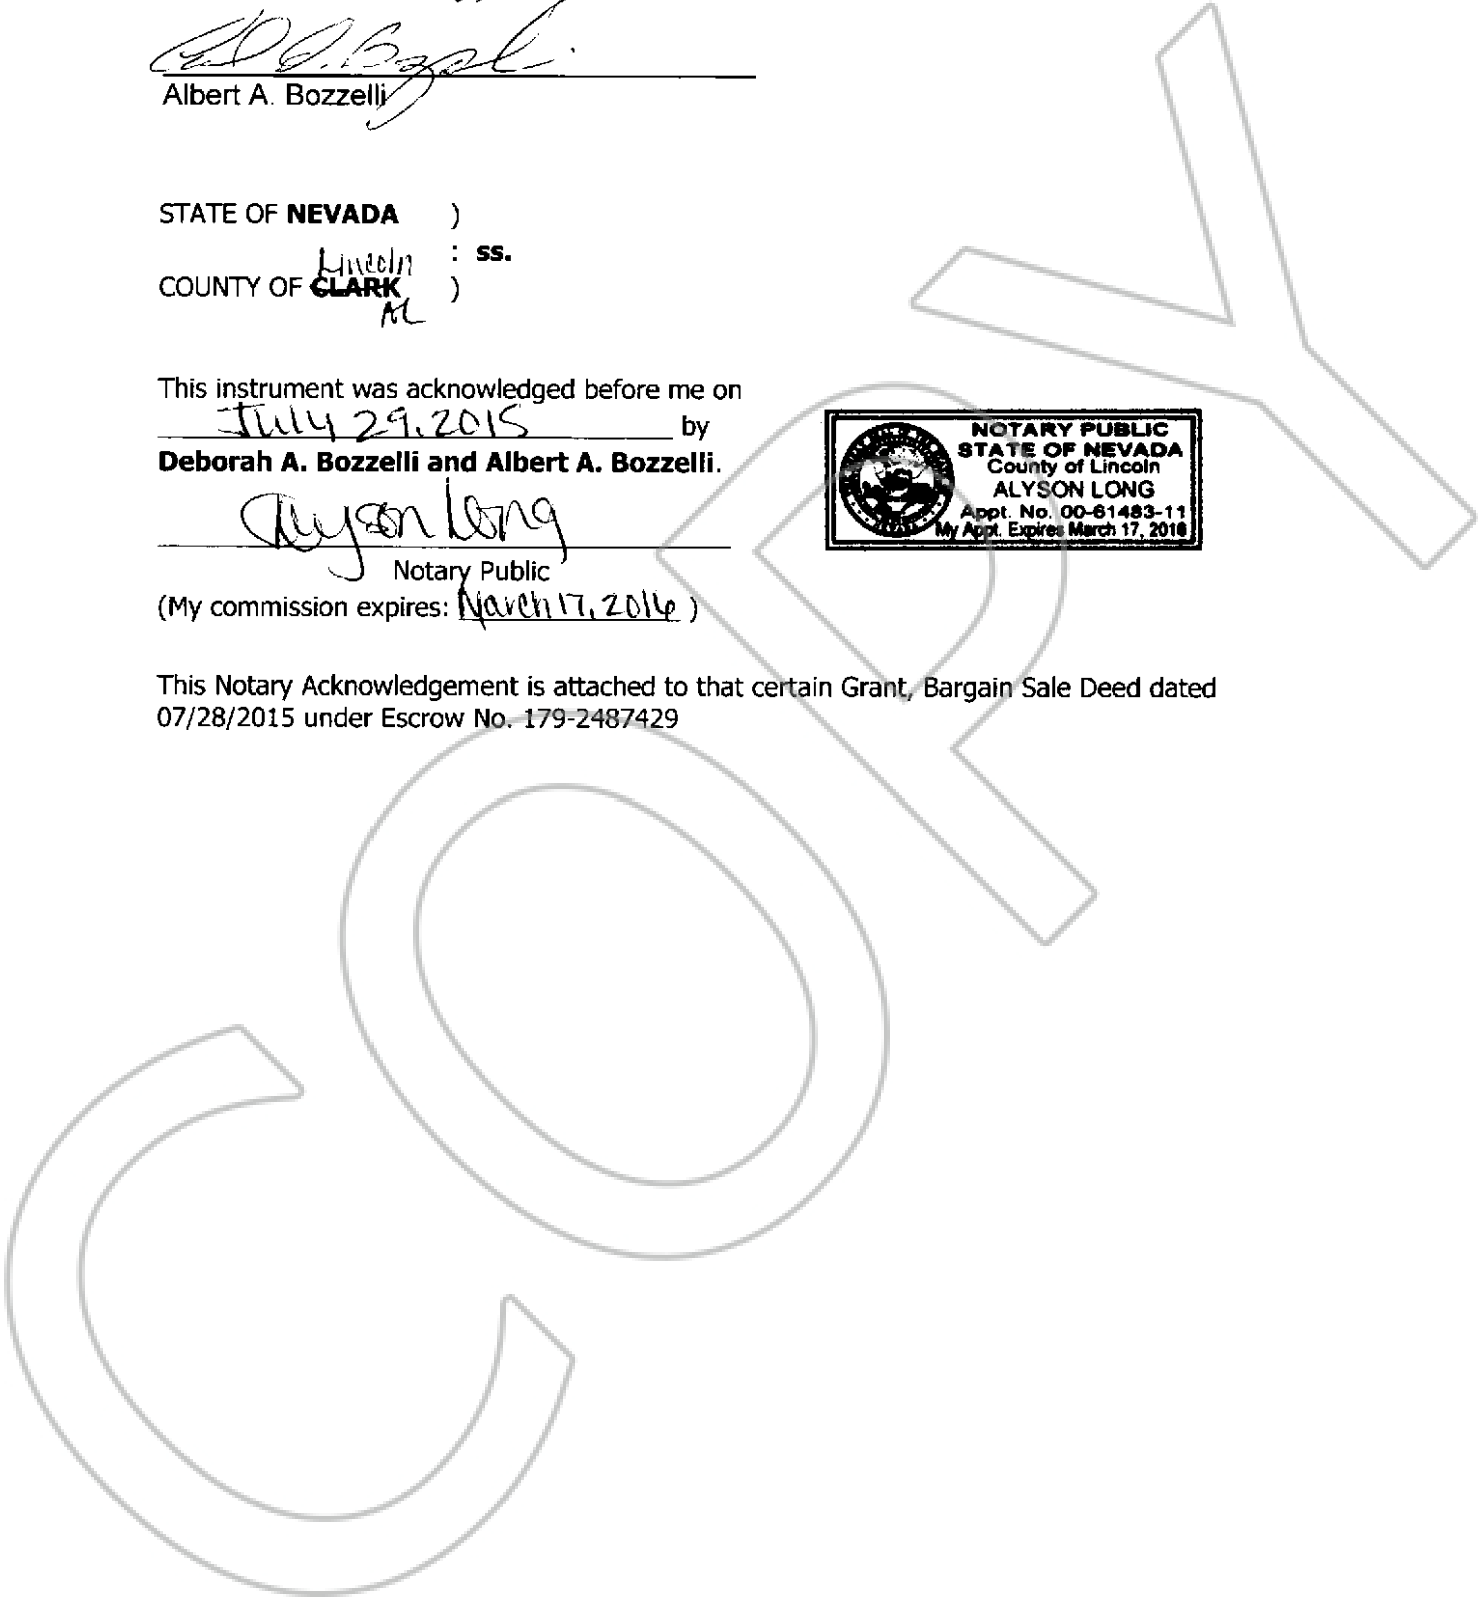 Albert A. Bozzelli
STATE OF NEVADA )
: ss.
Lincoln
COUNTY OF CLARK )
AL
This instrument was acknowledged before me on
July 29, 2015 by
Deborah A. Bozzelli and Albert A. Bozzelli.
Alyson Long
Notary Public
(My commission expires: March 17, 2016 )
NOTARY PUBLIC
STATE OF NEVADA
County of Lincoln
ALYSON LONG
Appt. No. 00-61483-11
My Appt. Expires March 17, 2016
This Notary Acknowledgement is attached to that certain Grant, Bargain Sale Deed dated
07/28/2015 under Escrow No. 179-2487429
COPY